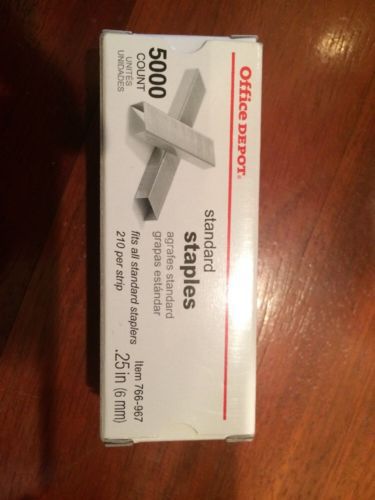 Office DEPOT®
5000
COUNT
UNITÉS
UNIDADES
standard
staples
agrafes standard
grapas estándar
fits all standard staplers
210 per strip
Item 766-967
.25 in (6 mm)